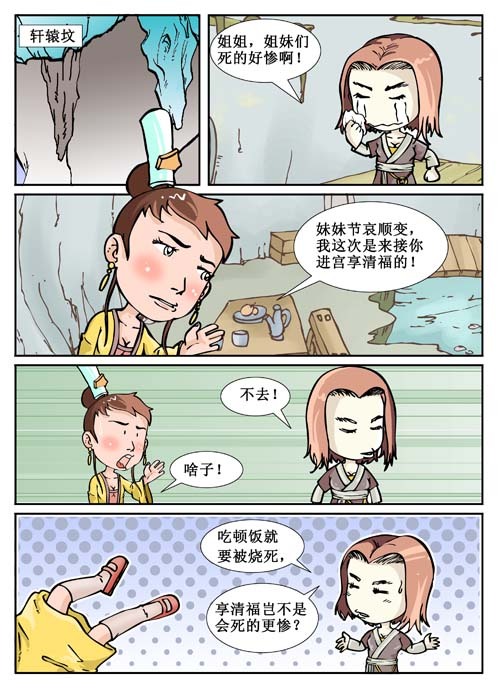 轩辕坟
姐姐，姐妹们
死的好惨啊！
妹妹节哀顺变，
我这次是来接你
进宫享清福的！
不去！
啥子！
吃顿饭就
要被烧死，
享清福岂不是
会死的更惨？